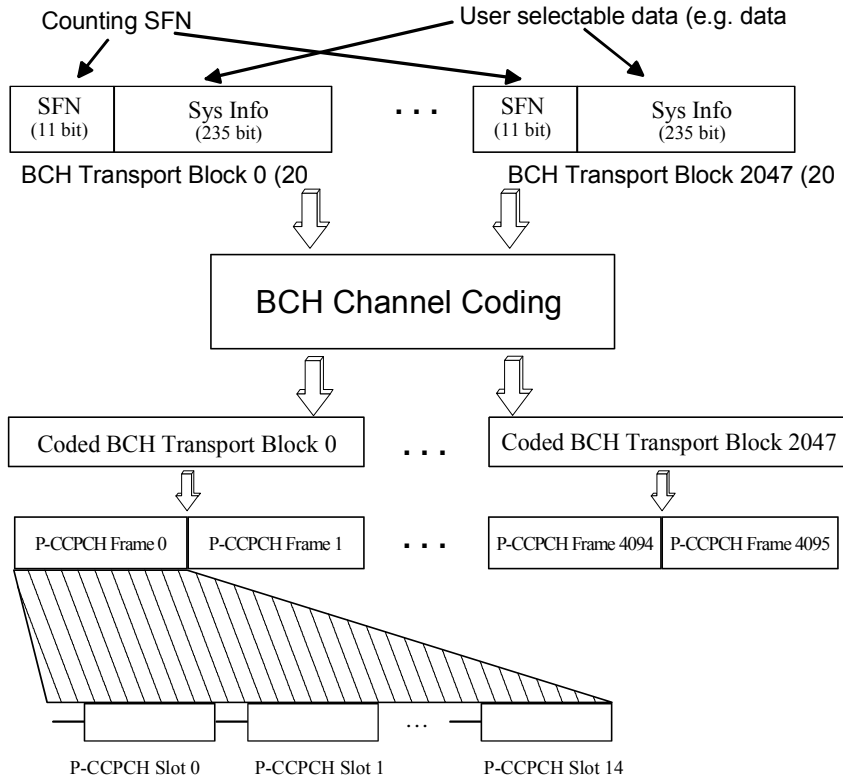 Counting SFN
User selectable data (e.g. data
SFN
(11 bit)
Sys Info
(235 bit)
. . .
SFN
(11 bit)
Sys Info
(235 bit)
BCH Transport Block 0 (20
BCH Transport Block 2047 (20
BCH Channel Coding
Coded BCH Transport Block 0
. . .
Coded BCH Transport Block 2047
P-CCPCH Frame 0
P-CCPCH Frame 1
. . .
P-CCPCH Frame 4094
P-CCPCH Frame 4095
...
P-CCPCH Slot 0
P-CCPCH Slot 1
P-CCPCH Slot 14